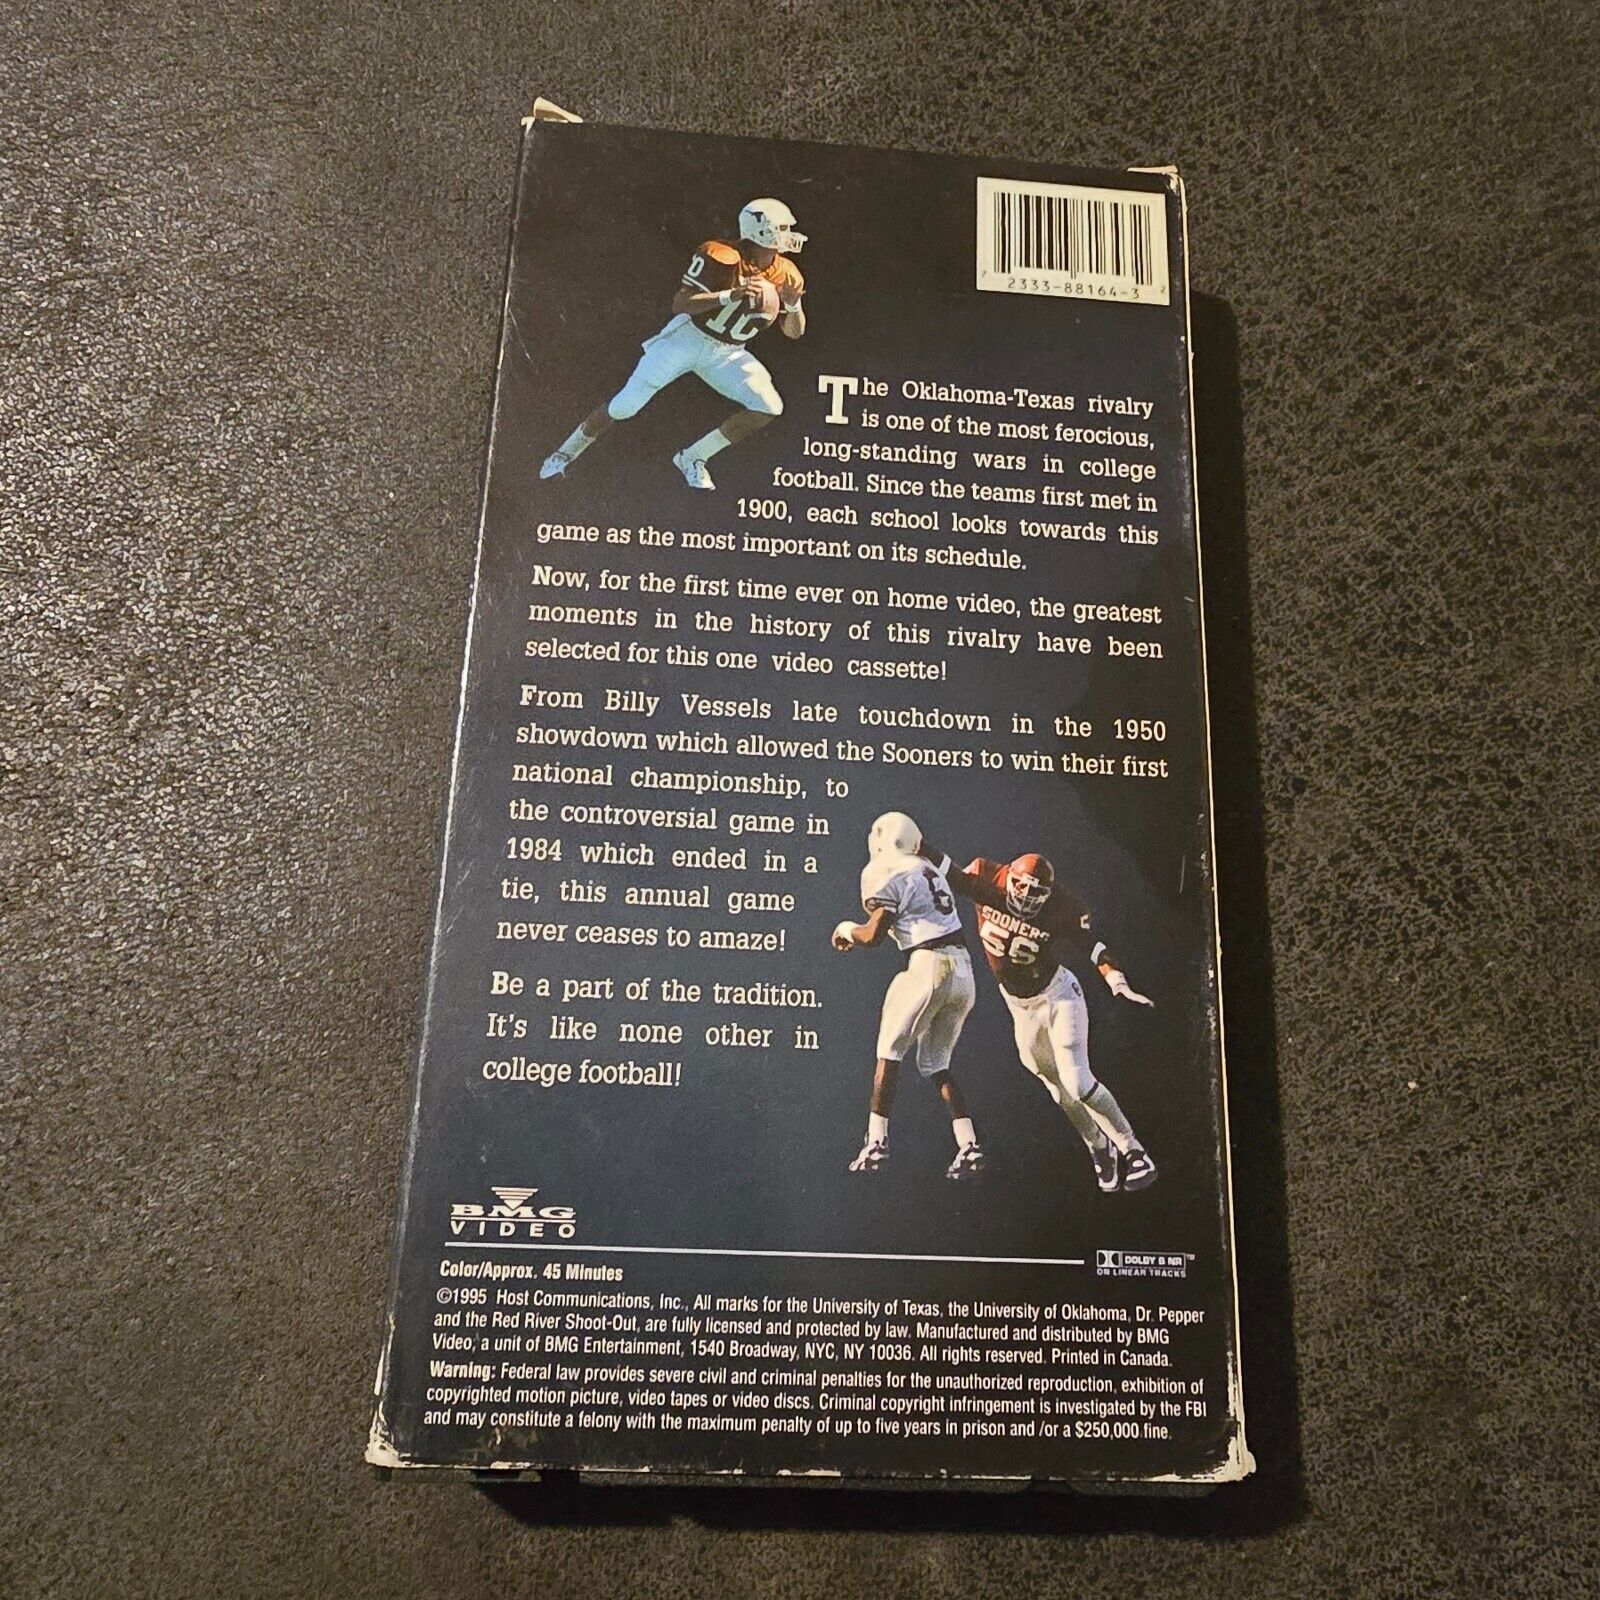 7 2333-88164-3 2
10
10
The Oklahoma-Texas rivalry
is one of the most ferocious,
long-standing wars in college
football. Since the teams first met in
1900, each school looks towards this
game as the most important on its schedule.
Now, for the first time ever on home video, the greatest
moments in the history of this rivalry have been
selected for this one video cassette!
From Billy Vessels late touchdown in the 1950
showdown which allowed the Sooners to win their first
national championship, to
the controversial game in
1984 which ended in a
tie, this annual game
never ceases to amaze!
6
SOONERS
56
Be a part of the tradition.
It's like none other in
college football!
BMG
VIDEO
DOLBY B NR™
ON LINEAR TRACKS
Color/Approx. 45 Minutes
©1995 Host Communications, Inc., All marks for the University of Texas, the University of Oklahoma, Dr. Pepper
and the Red River Shoot-Out, are fully licensed and protected by law. Manufactured and distributed by BMG
Video, a unit of BMG Entertainment, 1540 Broadway, NYC, NY 10036. All rights reserved. Printed in Canada.
Warning: Federal law provides severe civil and criminal penalties for the unauthorized reproduction, exhibition of
copyrighted motion picture, video tapes or video discs. Criminal copyright infringement is investigated by the FBI
and may constitute a felony with the maximum penalty of up to five years in prison and /or a $250,000 fine.